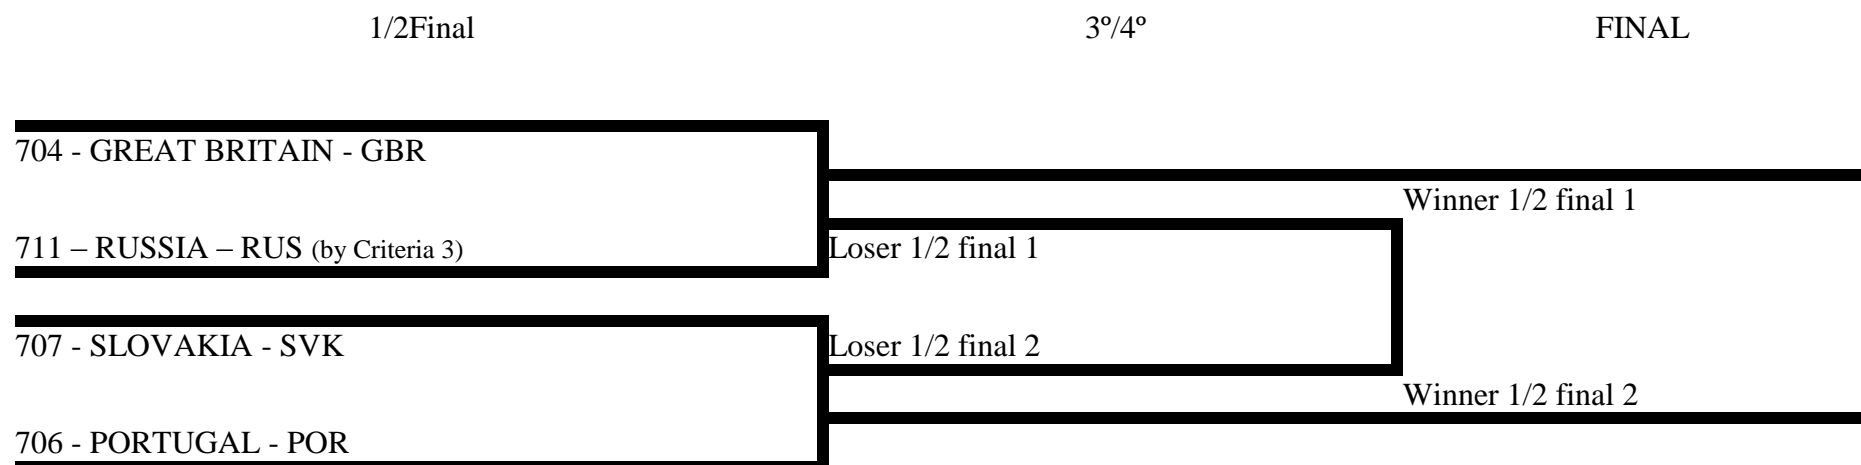 1/2Final 3º/4º FINAL
704 - GREAT BRITAIN - GBR
Winner 1/2 final 1
711 – RUSSIA – RUS (by Criteria 3) Loser 1/2 final 1
707 - SLOVAKIA - SVK Loser 1/2 final 2
Winner 1/2 final 2
706 - PORTUGAL - POR